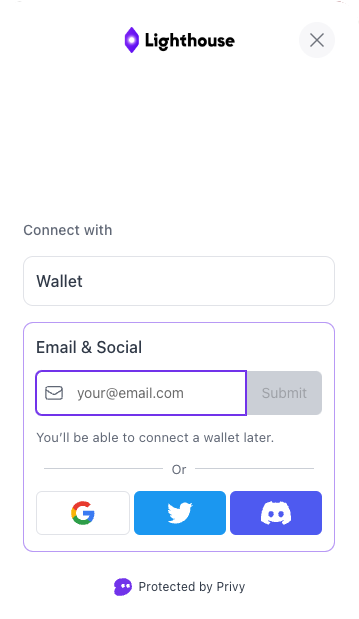 Lighthouse
Connect with
Wallet
Email & Social
your@email.com
Submit
You'll be able to connect a wallet later.
Or
Protected by Privy